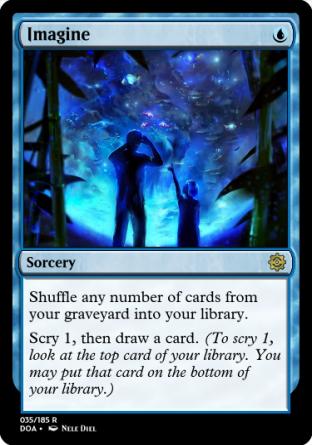 Imagine
Sorcery
Shuffle any number of cards from
your graveyard into your library.
Scry 1, then draw a card. (To scry 1,
look at the top card of your library. You
may put that card on the bottom of
your library.)
035/185 R
DOA • Nele Diel